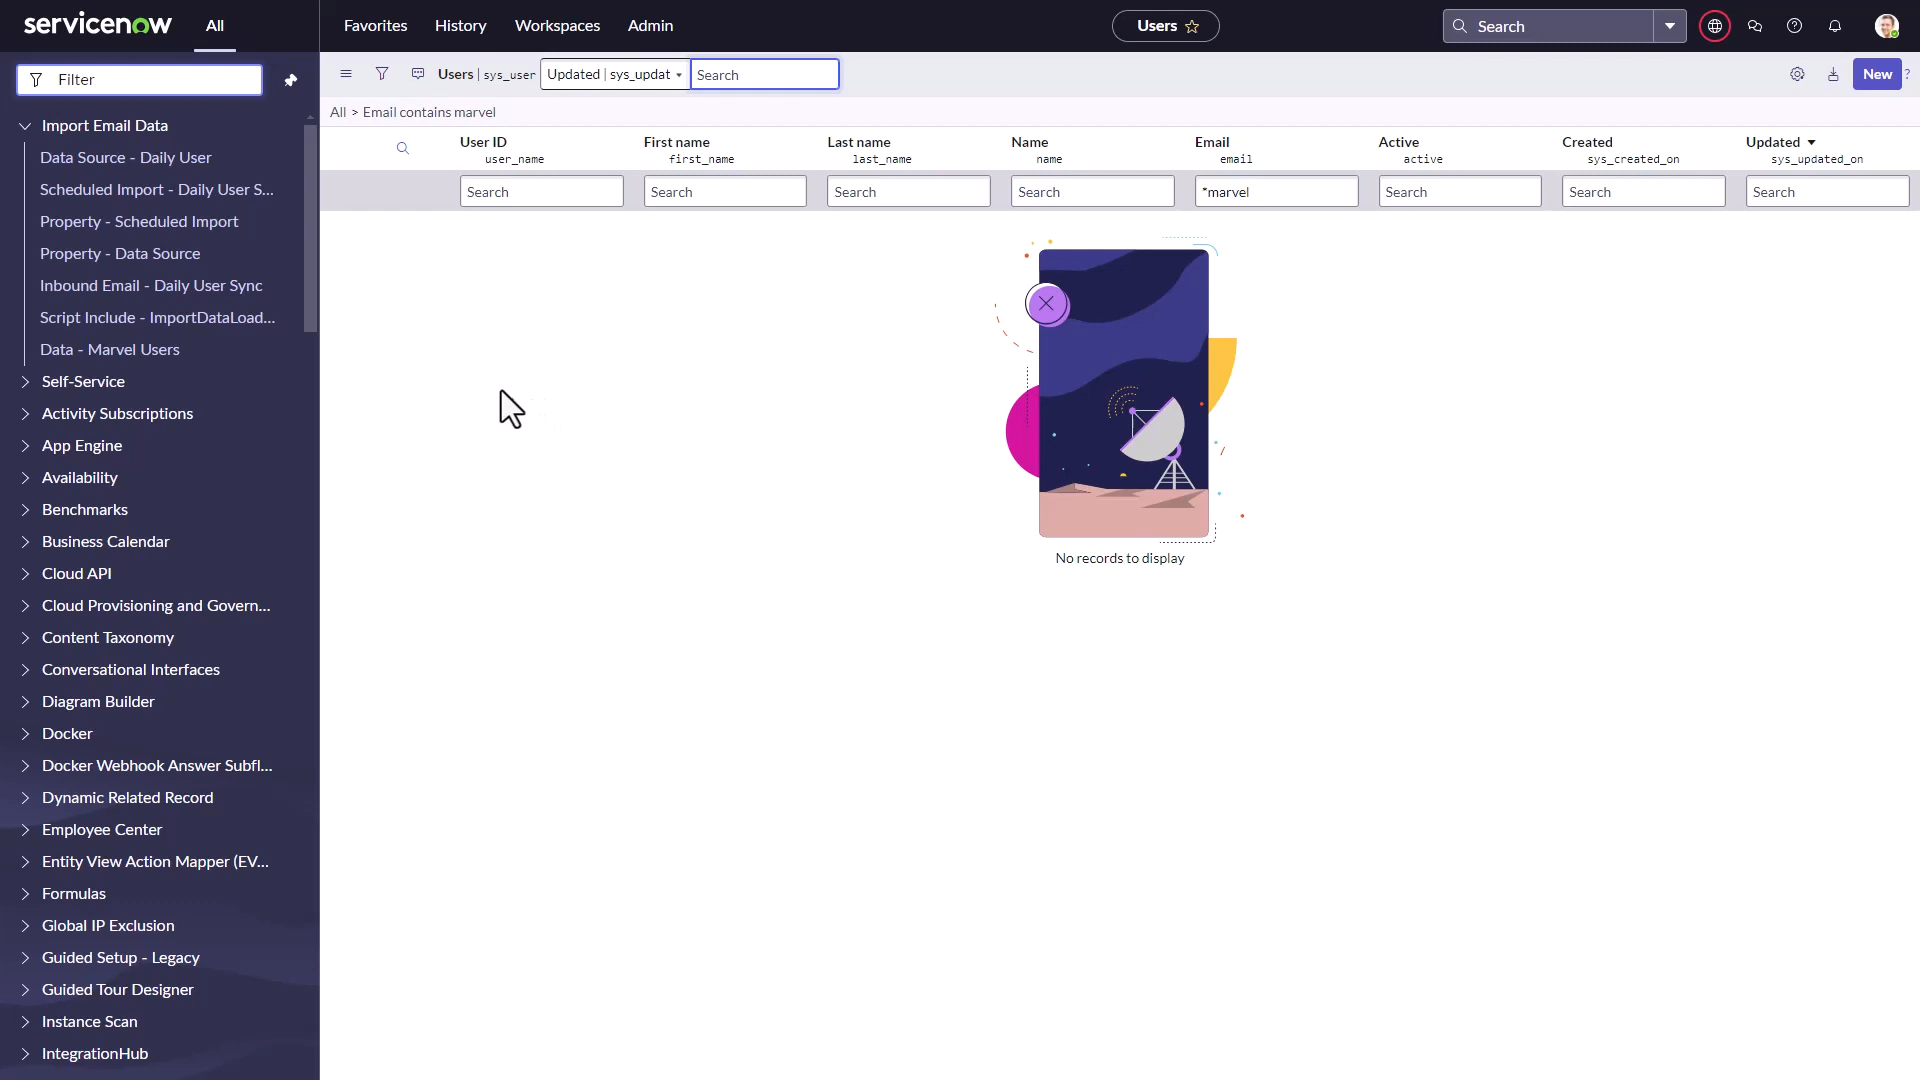 servicenow
All
Favorites
History
Workspaces
Admin
Users
Search
Filter
Import Email Data
Data Source - Daily User
Scheduled Import - Daily User S...
Property - Scheduled Import
Property - Data Source
Inbound Email - Daily User Sync
Script Include - ImportDataLoad...
Data - Marvel Users
Self-Service
Activity Subscriptions
App Engine
Availability
Benchmarks
Business Calendar
Cloud API
Cloud Provisioning and Govern...
Content Taxonomy
Conversational Interfaces
Diagram Builder
Docker
Docker Webhook Answer Subfl...
Dynamic Related Record
Employee Center
Entity View Action Mapper (EV...
Formulas
Global IP Exclusion
Guided Setup - Legacy
Guided Tour Designer
Instance Scan
IntegrationHub
Users | sys_user
Updated | sys_updat
Search
New
?
All > Email contains marvel
User ID
user_name
First name
first_name
Last name
last_name
Name
name
Email
email
Active
active
Created
sys_created_on
Updated
sys_updated_on
Search
Search
Search
Search
*marvel
Search
Search
Search
No records to display